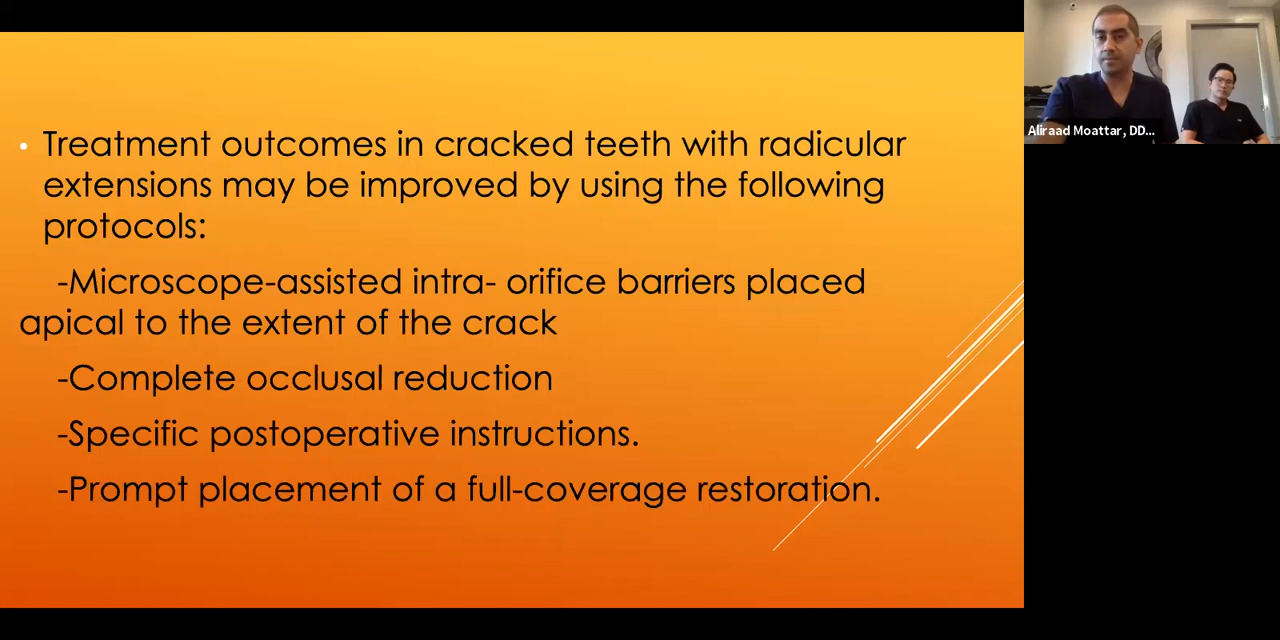 • Treatment outcomes in cracked teeth with radicular
extensions may be improved by using the following
protocols:
-Microscope-assisted intra- orifice barriers placed
apical to the extent of the crack
-Complete occlusal reduction
-Specific postoperative instructions.
-Prompt placement of a full-coverage restoration.
Aliraad Moattar, DD...